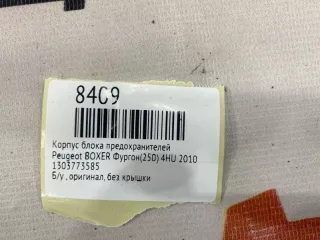 8409
Корпус блока предохранителей
Peugeot BOXER Фургон(250) 4HU 2010
1303773585
Б/у , оригинал, без крышки